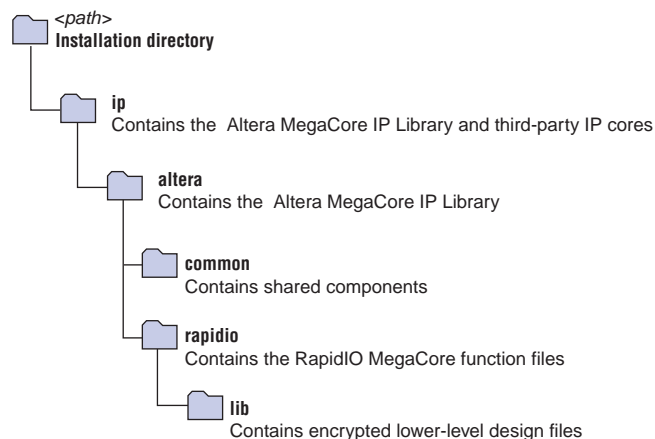 <path>
Installation directory
ip
Contains the Altera MegaCore IP Library and third-party IP cores
altera
Contains the Altera MegaCore IP Library
common
Contains shared components
rapidio
Contains the RapidIO MegaCore function files
lib
Contains encrypted lower-level design files